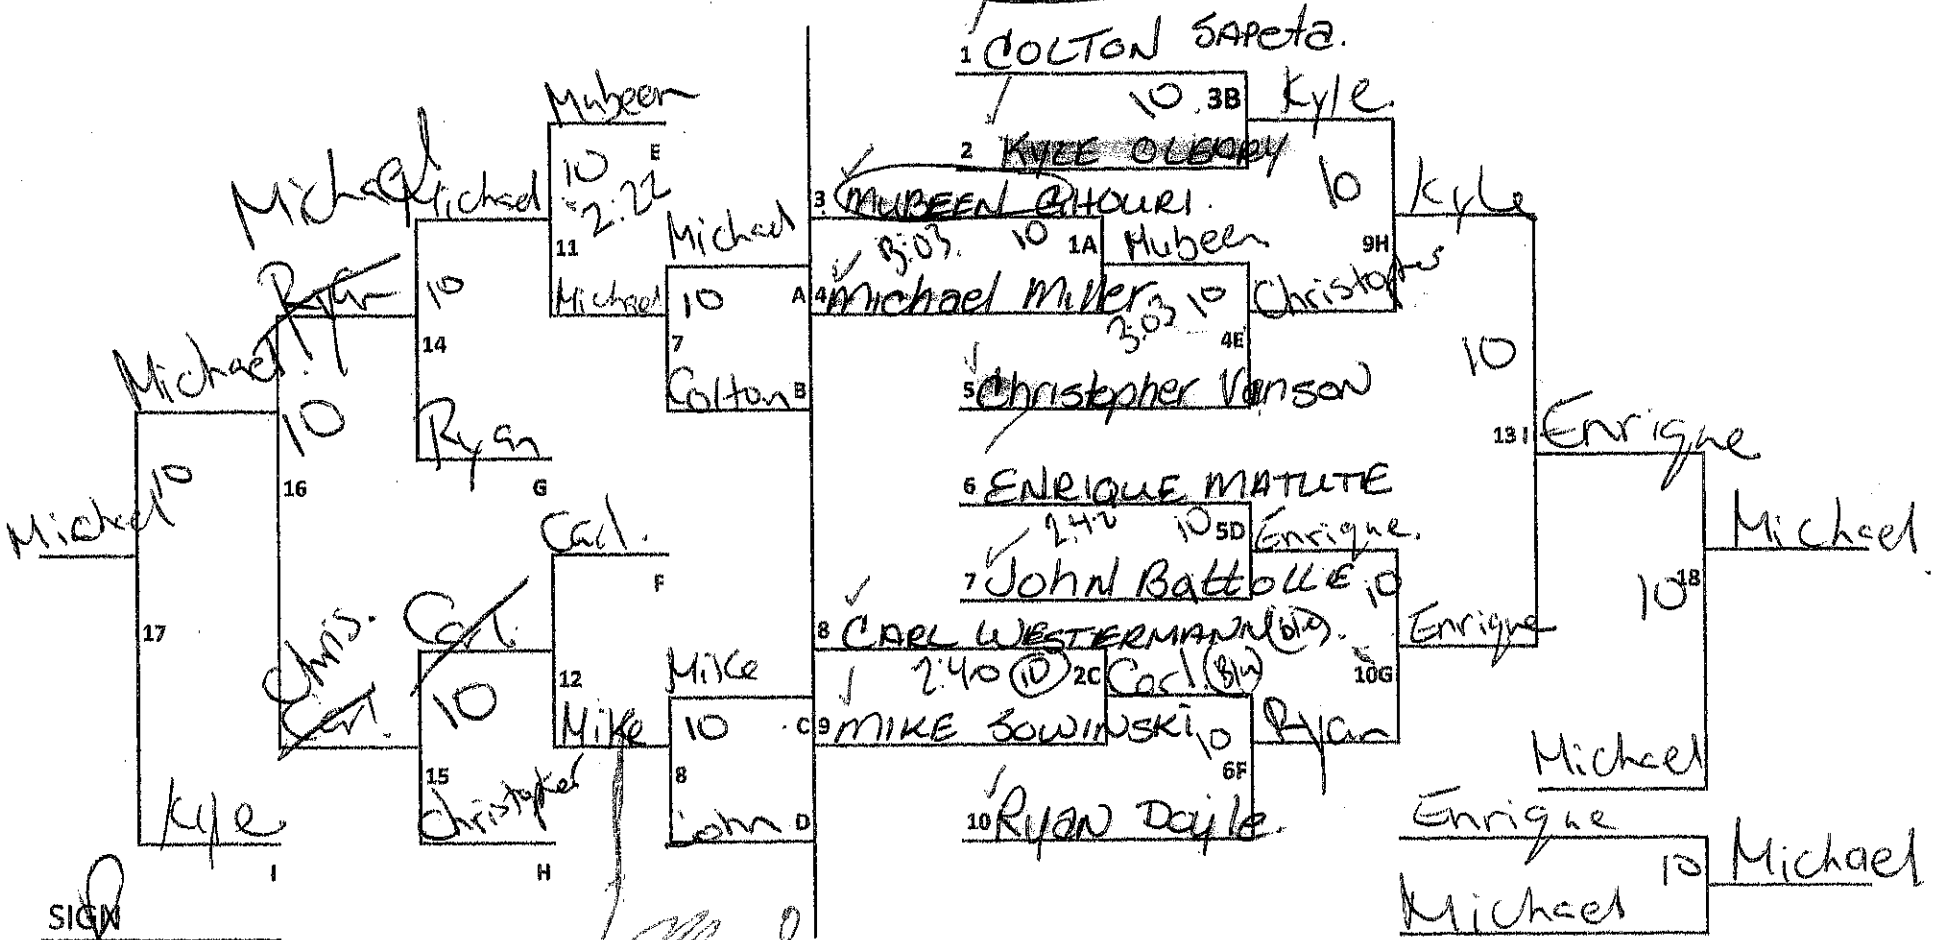 1 COLTON SAPETA.
10 3B Kyle.
2 KYLE OLEARY
Mubeen
10 E
2:22
Michael Michael
11
Michael
3 MUBEEN GHOURI.
3:03. 10 1A Mubeen
A 4 Michael Miller
10 Kyle
9H
Christopher
3:03 10
4E
5 Christopher Vanson
Michael
10
7
Colton B
Ryan
10
14
Ryan
G
Michael.
10
16
10
13 I Enrique
6 ENRIQUE MATUTE
2:42 10 5D Enrique.
7 John Battolle
10 Enrique
10G
8 CARL WESTERMANN (b/w).
2:40 10 2C Carl. (B/W)
9 MIKE SOWINSKI
10 Ryan
6F
10 Ryan Doyle.
Michael
10
17
Kyle
I
Carl.
F
12
Mike
Mike
10 C
8
John D
Chris.
Carl.
Carl.
10
15
Christopher
H
Michael
10 18
Michael
Enrique
10 Michael
Michael
SIGN